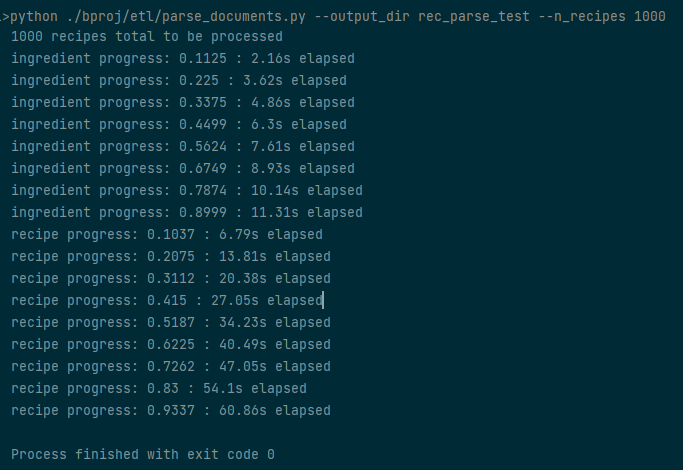 >python ./bproj/etl/parse_documents.py --output_dir rec_parse_test --n_recipes 1000
1000 recipes total to be processed
ingredient progress: 0.1125 : 2.16s elapsed
ingredient progress: 0.225 : 3.62s elapsed
ingredient progress: 0.3375 : 4.86s elapsed
ingredient progress: 0.4499 : 6.3s elapsed
ingredient progress: 0.5624 : 7.61s elapsed
ingredient progress: 0.6749 : 8.93s elapsed
ingredient progress: 0.7874 : 10.14s elapsed
ingredient progress: 0.8999 : 11.31s elapsed
recipe progress: 0.1037 : 6.79s elapsed
recipe progress: 0.2075 : 13.81s elapsed
recipe progress: 0.3112 : 20.38s elapsed
recipe progress: 0.415 : 27.05s elapsed
recipe progress: 0.5187 : 34.23s elapsed
recipe progress: 0.6225 : 40.49s elapsed
recipe progress: 0.7262 : 47.05s elapsed
recipe progress: 0.83 : 54.1s elapsed
recipe progress: 0.9337 : 60.86s elapsed
Process finished with exit code 0